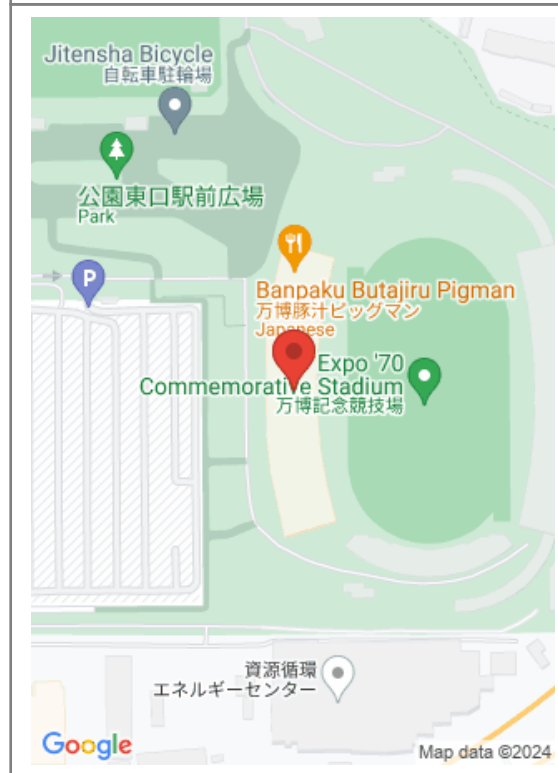 Jitensha Bicycle
自転車駐輪場
公園東口駅前広場
Park
P
Banpaku Butajiru Pigman
万博豚汁ピッグマン
Japanese
Expo '70
Commemorative Stadium
万博記念競技場
資源循環
エネルギーセンター
Google
Map data ©2024